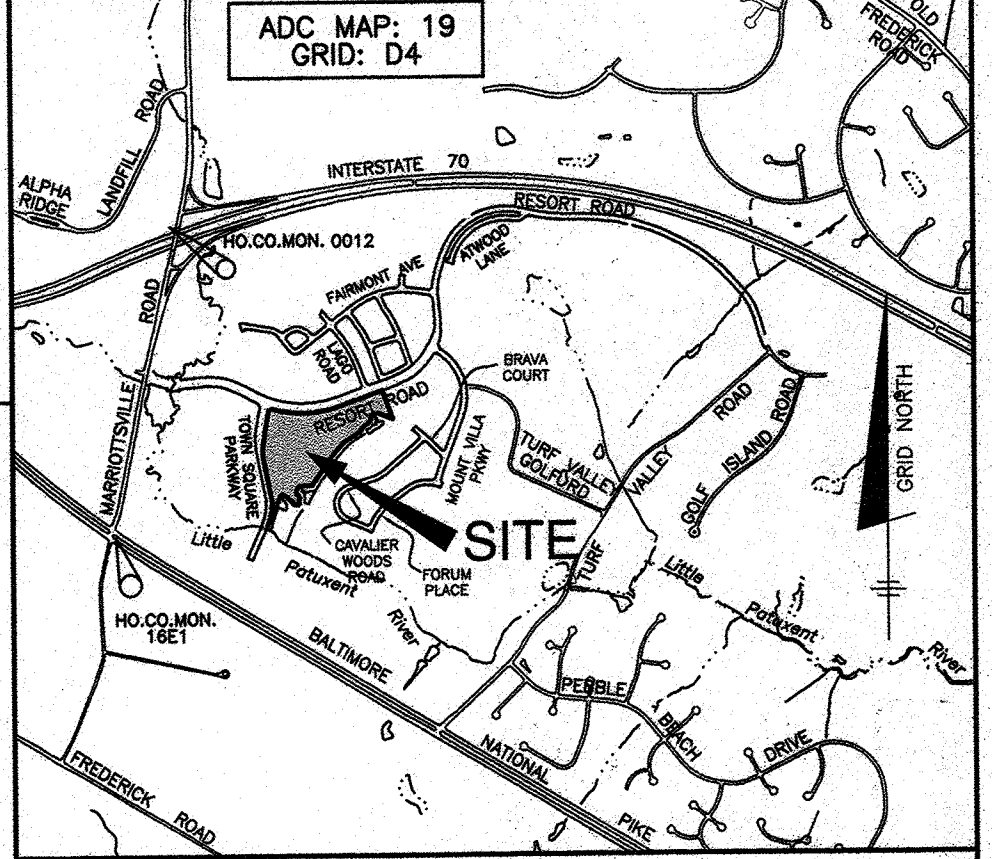 ADC MAP: 19
GRID: D4
OLD
FREDERICK
ROAD
ALPHA
RIDGE
LANDFILL ROAD
INTERSTATE 70
RESORT ROAD
HO.CO.MON. 0012
ATWOOD
LANE
FAIRMONT AVE
ROAD
LAGO
ROAD
BRAVA
COURT
RESORT ROAD
MARRIOTTSVILLE
TOWN SQUARE
PARKWAY
MOUNT VILLA
PKWY
TURF VALLEY
GOLFURD
VALLEY ROAD
GOLF ISLAND ROAD
GRID NORTH
SITE
Little
Patuxent
River
CAVALIER
WOODS
ROAD
FORUM
PLACE
TURF
Little
Patuxent
River
HO.CO.MON.
16E1
BALTIMORE
NATIONAL
PIKE
PEBBLE
BEACH
DRIVE
FREDERICK
ROAD